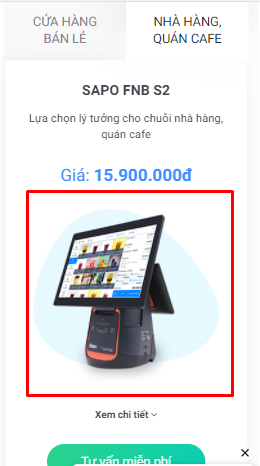 CỬA HÀNG
BÁN LẺ
NHÀ HÀNG,
QUÁN CAFE
SAPO FNB S2
Lựa chọn lý tưởng cho chuỗi nhà hàng,
quán cafe
Giá: 15.900.000đ
Xem chi tiết
Tư vấn miễn phí